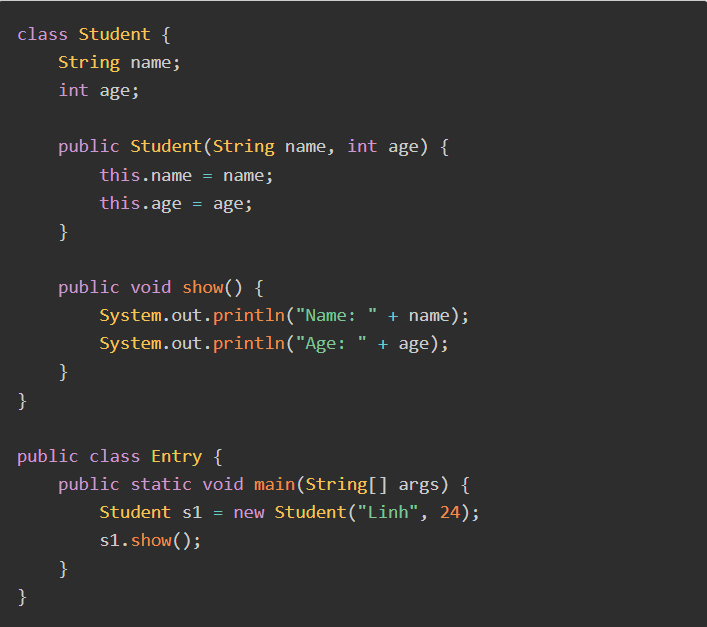 class Student {
    String name;
    int age;

    public Student(String name, int age) {
        this.name = name;
        this.age = age;
    }

    public void show() {
        System.out.println("Name: " + name);
        System.out.println("Age: " + age);
    }
}

public class Entry {
    public static void main(String[] args) {
        Student s1 = new Student("Linh", 24);
        s1.show();
    }
}